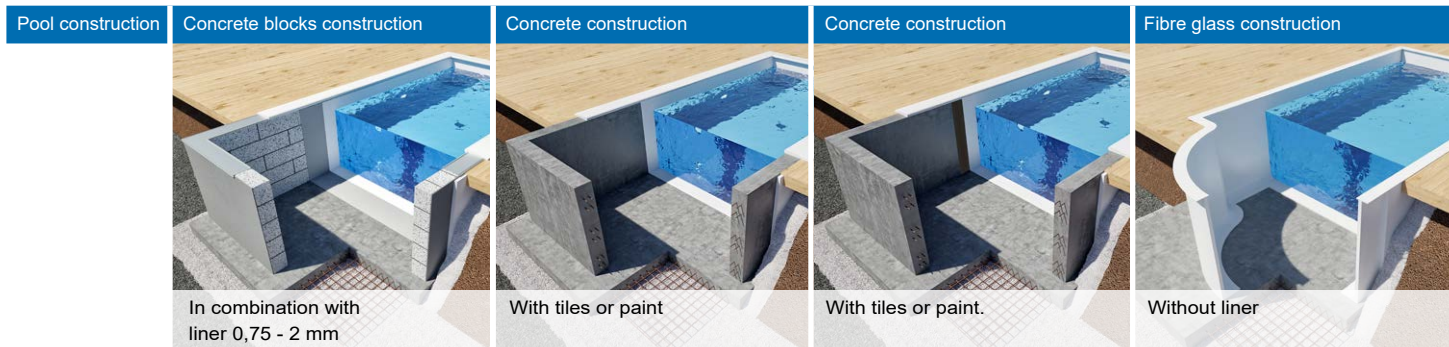 Pool construction
Concrete blocks construction
Concrete construction
Concrete construction
Fibre glass construction
In combination with
liner 0,75 - 2 mm
With tiles or paint
With tiles or paint.
Without liner